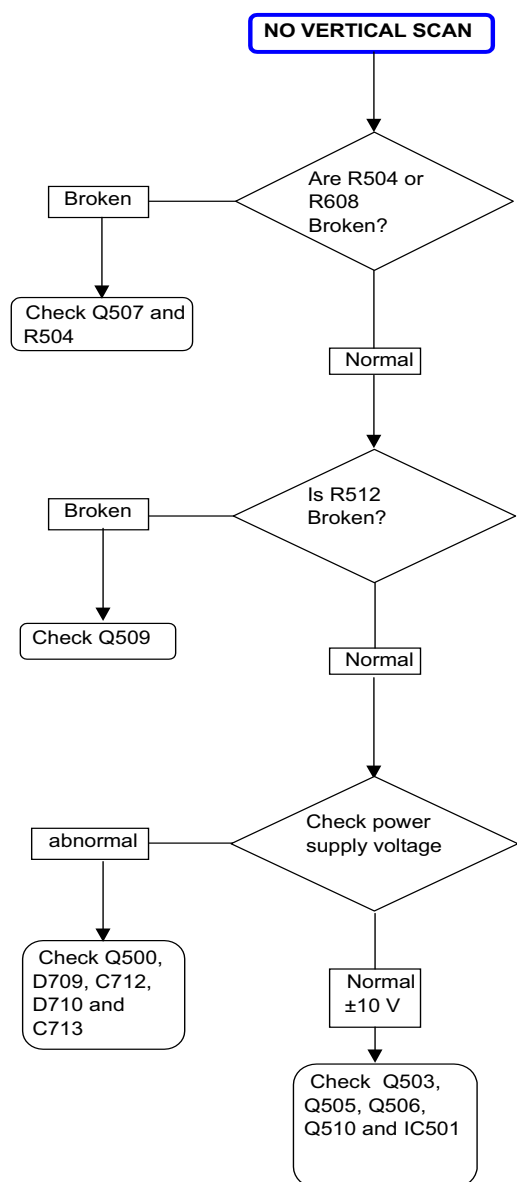 NO VERTICAL SCAN
Are R504 or
R608
Broken?
Broken
Check Q507 and
R504
Normal
Is R512
Broken?
Broken
Check Q509
Normal
Check power
supply voltage
abnormal
Check Q500,
D709, C712,
D710 and
C713
Normal
±10 V
Check Q503,
Q505, Q506,
Q510 and IC501